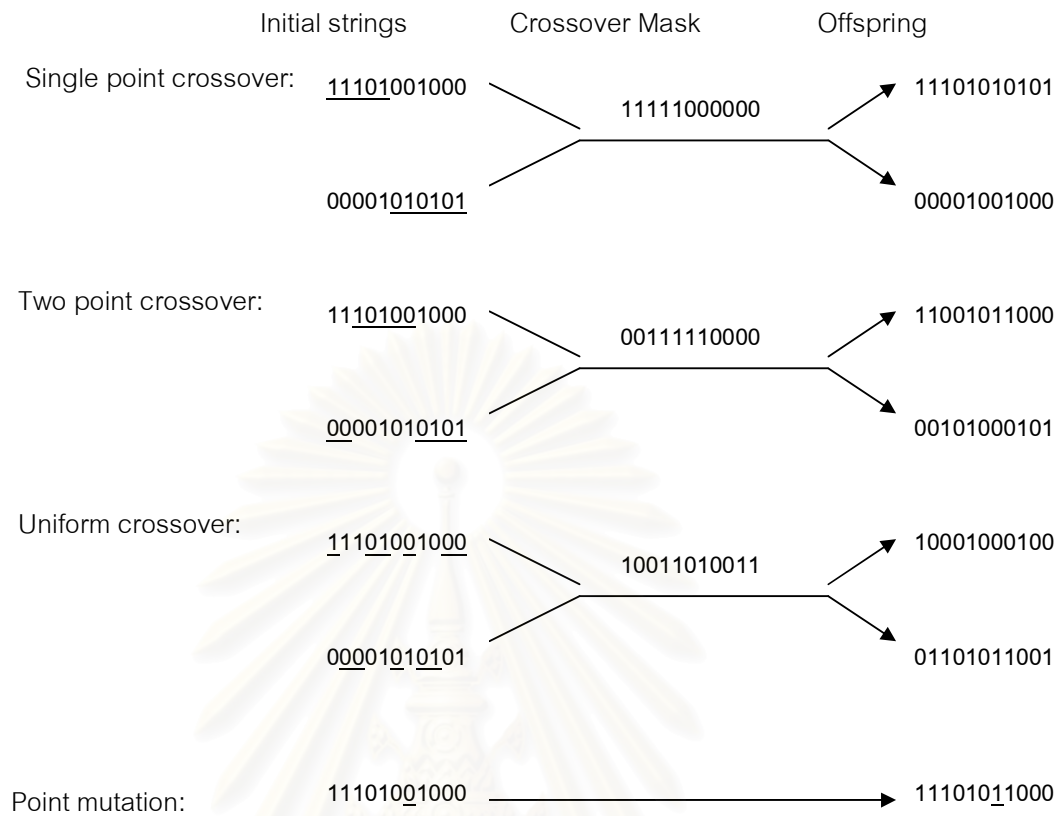 Initial strings Crossover Mask Offspring
Single point crossover: 11101001000 11101010101
11111000000
00001010101 00001001000
Two point crossover: 11101001000 11001011000
00111110000
00001010101 00101000101
Uniform crossover: 11101001000 10001000100
10011010011
00001010101 01101011001
Point mutation: 11101001000 11101011000